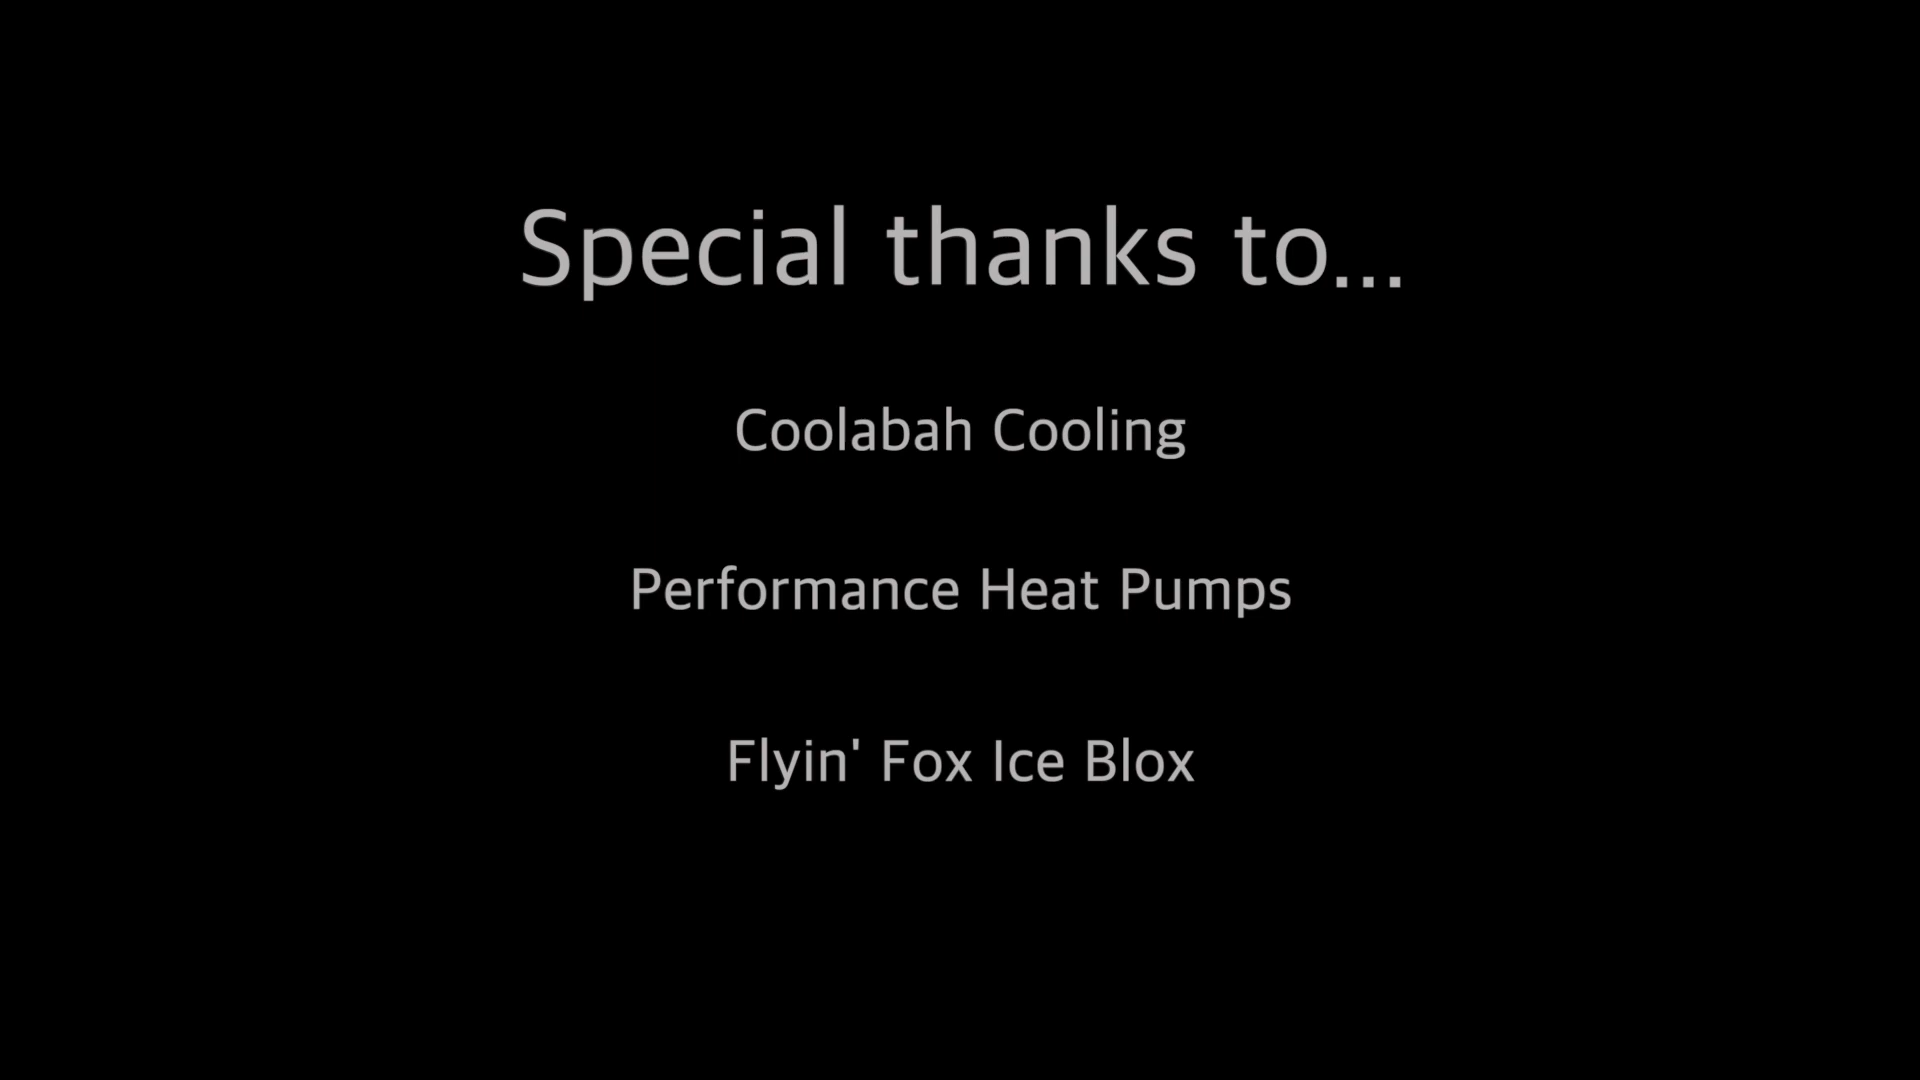 Special thanks to...
Coolabah Cooling
Performance Heat Pumps
Flyin' Fox Ice Blox